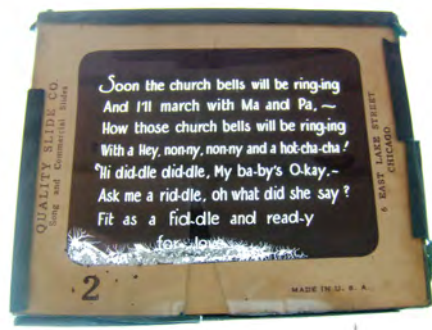 QUALITY SLIDE CO.
Song and Commercial Slides
Soon the church bells will be ring-ing
And I'll march with Ma and Pa, ~
How those church bells will be ring-ing
With a Hey, non-ny, non-ny and a hot-cha-cha!
"Hi did-dle did-dle, My ba-by's O-kay,-
Ask me a rid-dle, oh what did she say?
Fit as a Fid-dle and read-y
for love
6 EAST LAKE STREET
CHICAGO
2
MADE IN U. S. A.